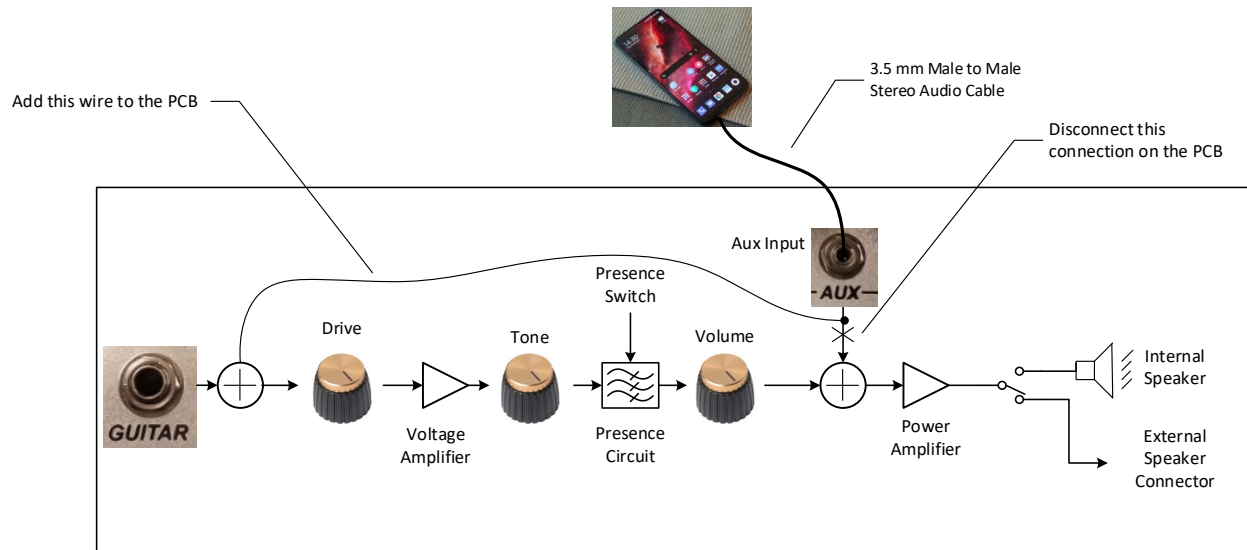 14:30
3.5 mm Male to Male
Stereo Audio Cable
Add this wire to the PCB
Disconnect this
connection on the PCB
Aux Input
AUX
Presence
Switch
Drive
Tone
Volume
GUITAR
Voltage
Amplifier
Presence
Circuit
Power
Amplifier
Internal
Speaker
External
Speaker
Connector